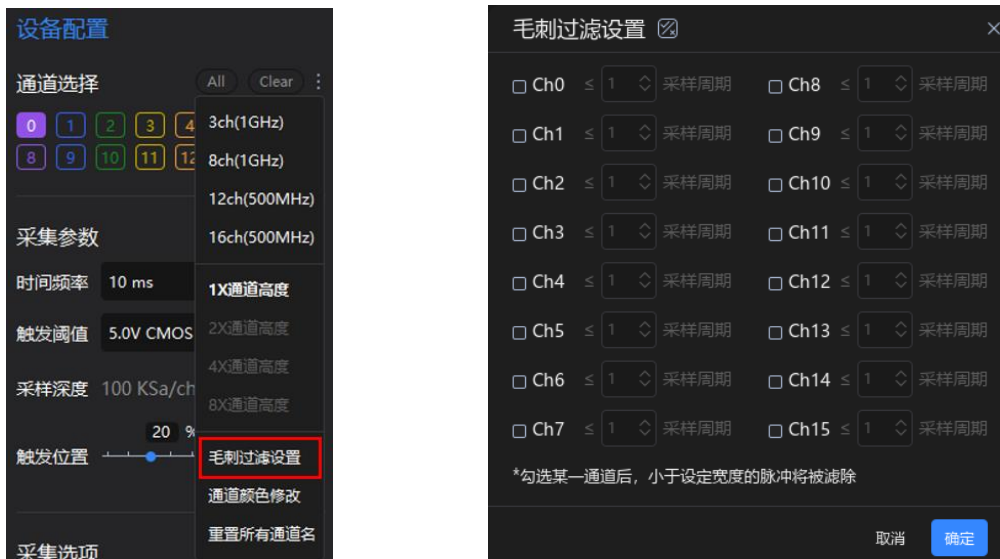 设备配置
通道选择 All Clear
0 1 2 3 4
8 9 10 11 12
3ch(1GHz)
8ch(1GHz)
12ch(500MHz)
16ch(500MHz)
采集参数
时间频率 10 ms
触发阈值 5.0V CMOS
采样深度 100 KSa/ch
20 %
触发位置
采集选项
1X通道高度
2X通道高度
4X通道高度
8X通道高度
毛刺过滤设置
通道颜色修改
重置所有通道名
毛刺过滤设置
Ch0 ≤ 1 采样周期 Ch8 ≤ 1 采样周期
Ch1 ≤ 1 采样周期 Ch9 ≤ 1 采样周期
Ch2 ≤ 1 采样周期 Ch10 ≤ 1 采样周期
Ch3 ≤ 1 采样周期 Ch11 ≤ 1 采样周期
Ch4 ≤ 1 采样周期 Ch12 ≤ 1 采样周期
Ch5 ≤ 1 采样周期 Ch13 ≤ 1 采样周期
Ch6 ≤ 1 采样周期 Ch14 ≤ 1 采样周期
Ch7 ≤ 1 采样周期 Ch15 ≤ 1 采样周期
*勾选某一通道后，小于设定宽度的脉冲将被滤除
取消 确定